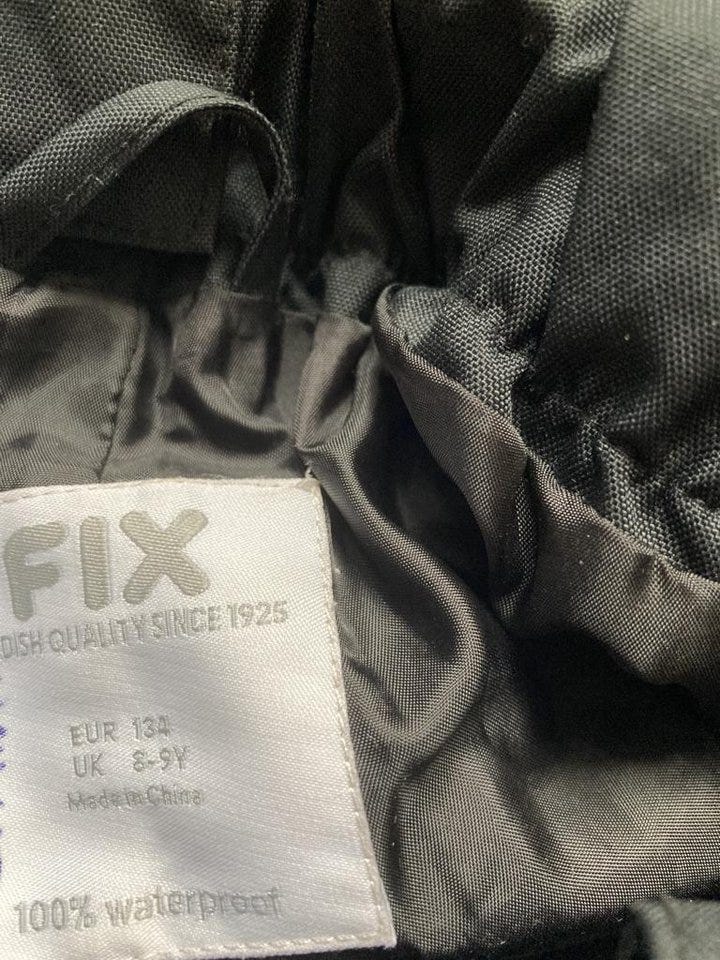 FIX
DISH QUALITY SINCE 1925
EUR 134
UK 8-9Y
Made in China
100% waterproof